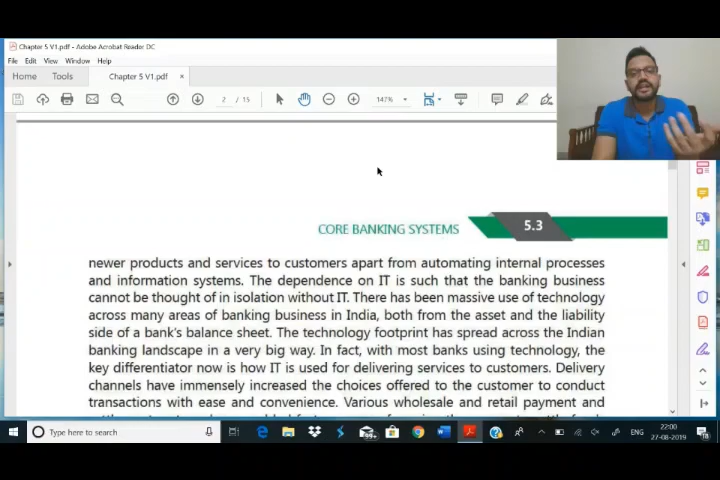 Chapter 5 V1.pdf - Adobe Acrobat Reader DC
File Edit View Window Help
Home Tools Chapter 5 V1.pdf ×
2 / 15 147%
CORE BANKING SYSTEMS 5.3
newer products and services to customers apart from automating internal processes
and information systems. The dependence on IT is such that the banking business
cannot be thought of in isolation without IT. There has been massive use of technology
across many areas of banking business in India, both from the asset and the liability
side of a bank's balance sheet. The technology footprint has spread across the Indian
banking landscape in a very big way. In fact, with most banks using technology, the
key differentiator now is how IT is used for delivering services to customers. Delivery
channels have immensely increased the choices offered to the customer to conduct
transactions with ease and convenience. Various wholesale and retail payment and
Type here to search 99+ ENG 22:00
27-08-2019